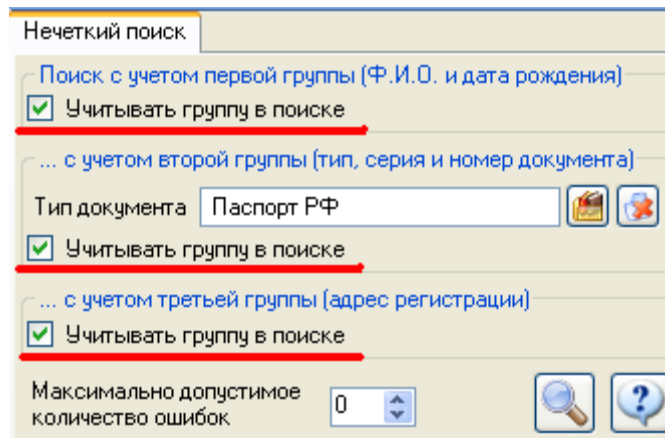 Нечеткий поиск
Поиск с учетом первой группы (Ф.И.О. и дата рождения)
Учитывать группу в поиске
... с учетом второй группы (тип, серия и номер документа)
Тип документа Паспорт РФ
Учитывать группу в поиске
... с учетом третьей группы (адрес регистрации)
Учитывать группу в поиске
Максимально допустимое
количество ошибок 0
?